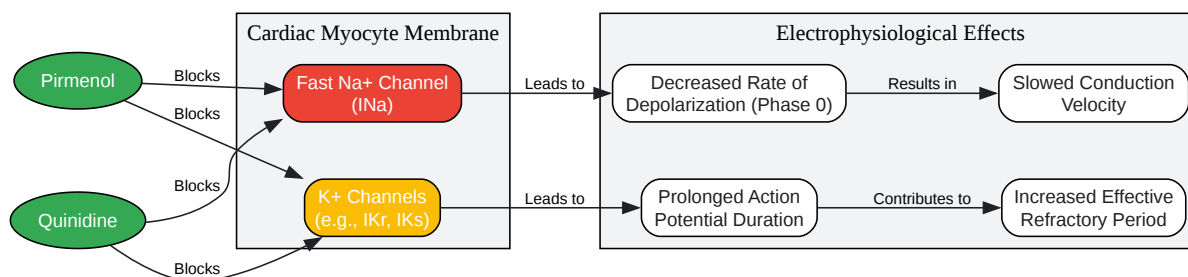 Cardiac Myocyte Membrane
Electrophysiological Effects
Pirmenol
Blocks
Blocks
Fast Na+ Channel
(INa)
Leads to
Decreased Rate of
Depolarization (Phase 0)
Results in
Slowed Conduction
Velocity
Quinidine
Blocks
Blocks
K+ Channels
(e.g., IKr, IKs)
Leads to
Prolonged Action
Potential Duration
Contributes to
Increased Effective
Refractory Period